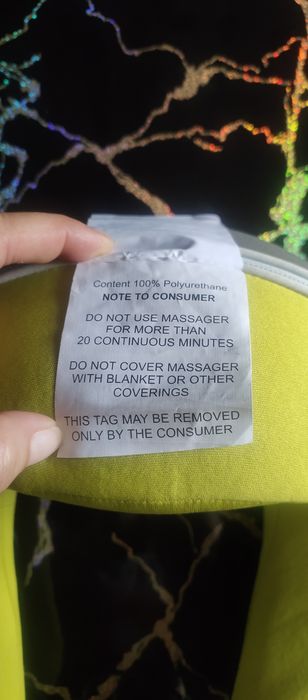 Content 100% Polyurethane
NOTE TO CONSUMER
DO NOT USE MASSAGER
FOR MORE THAN
20 CONTINUOUS MINUTES
DO NOT COVER MASSAGER
WITH BLANKET OR OTHER
COVERINGS
THIS TAG MAY BE REMOVED
ONLY BY THE CONSUMER